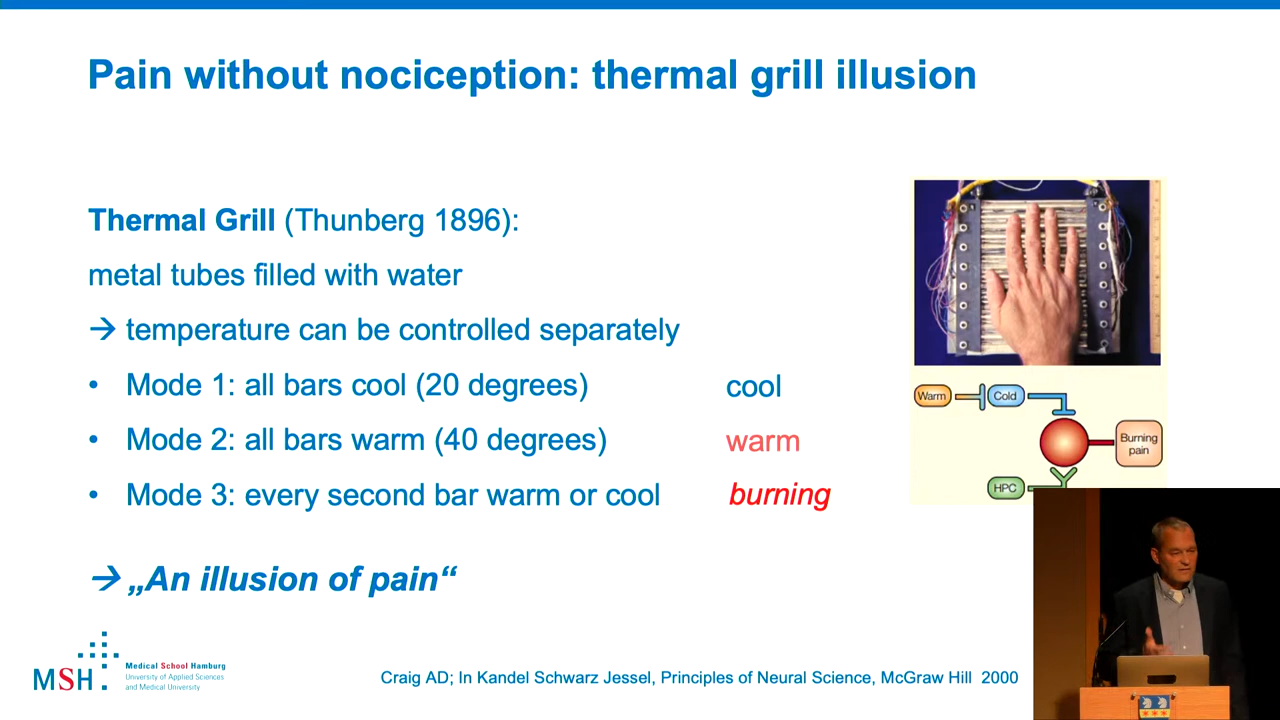 Pain without nociception: thermal grill illusion
Thermal Grill (Thunberg 1896):
metal tubes filled with water
→ temperature can be controlled separately
• Mode 1: all bars cool (20 degrees) cool
• Mode 2: all bars warm (40 degrees) warm
• Mode 3: every second bar warm or cool burning
→ „An illusion of pain“
Warm
Cold
Burning
pain
HPC
MSH
Medical School Hamburg
University of Applied Sciences
and Medical University
Craig AD; In Kandel Schwarz Jessel, Principles of Neural Science, McGraw Hill 2000